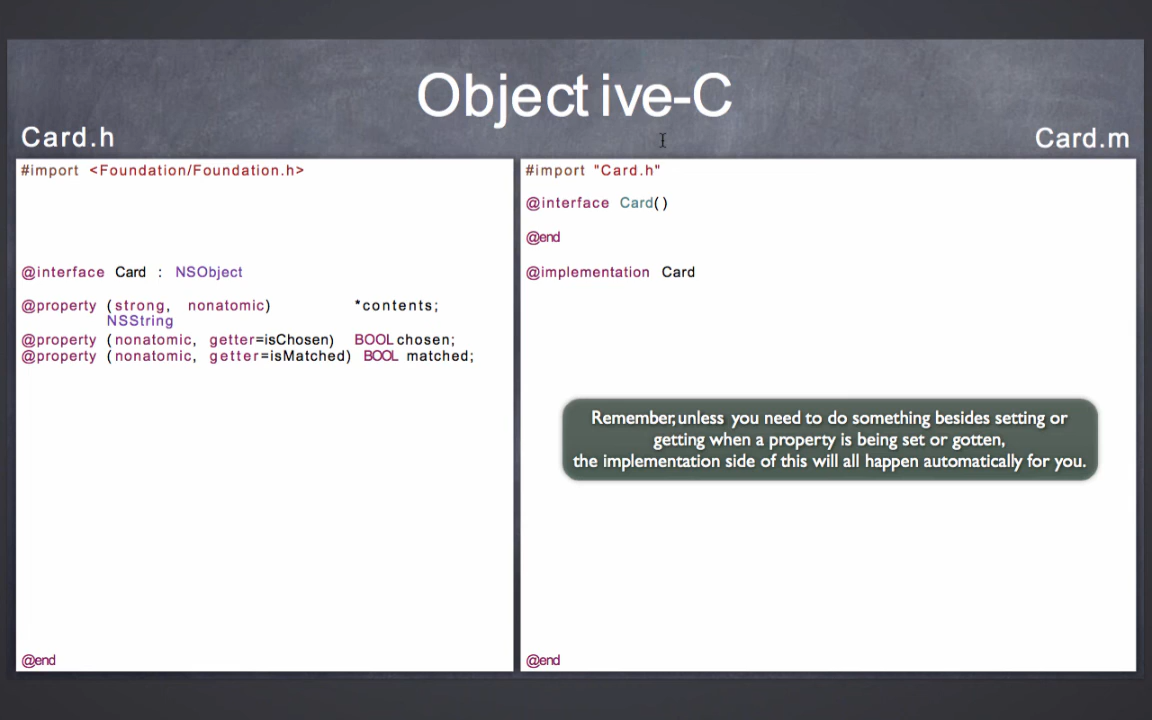 Objective-C
Card.h
Card.m
#import <Foundation/Foundation.h>
@interface Card : NSObject
@property (strong, nonatomic) *contents;
NSString
@property (nonatomic, getter=isChosen) BOOL chosen;
@property (nonatomic, getter=isMatched) BOOL matched;
@end
#import "Card.h"
@interface Card()
@end
@implementation Card
Remember, unless you need to do something besides setting or
getting when a property is being set or gotten,
the implementation side of this will all happen automatically for you.
@end